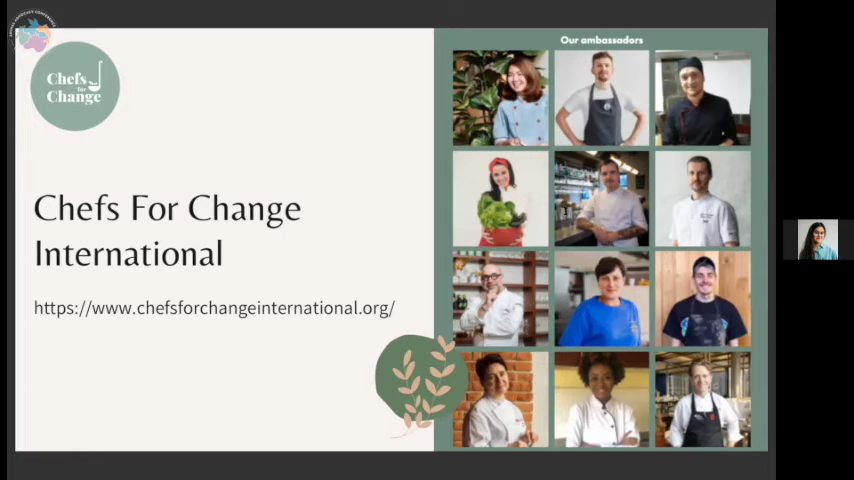 Chefs
for
Change
Our ambassadors
Chefs For Change
International
https://www.chefsforchangeinternational.org/